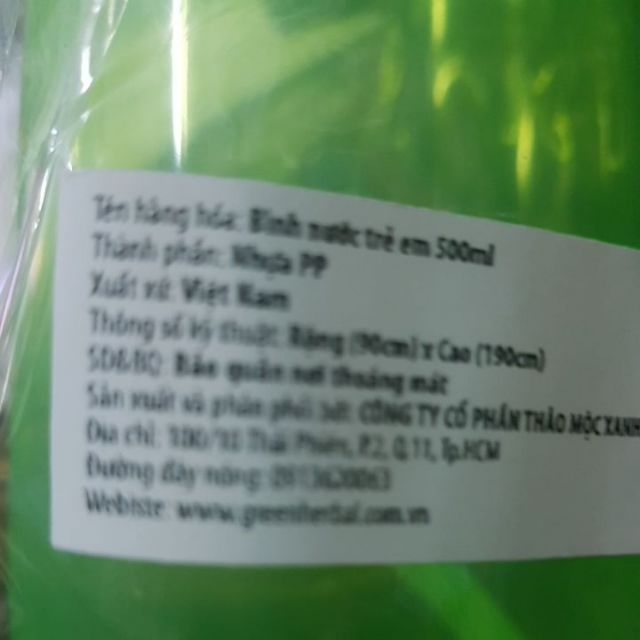 Tên hàng hóa: Bình nước trẻ em 500ml
Thành phần: Nhựa PP
Xuất xứ: Việt Nam
Thông số kỹ thuật: Rộng (90cm) x Cao (190cm)
SD&BQ: Bảo quản nơi thoáng mát
Sản xuất và phân phối bởi: CÔNG TY CỔ PHẦN THẢO MỘC XANH
Địa chỉ: Thái Phiên, P.2, Q.11, Tp.HCM
Đường dây nóng:
Webiste: www.greenherbal.com.vn